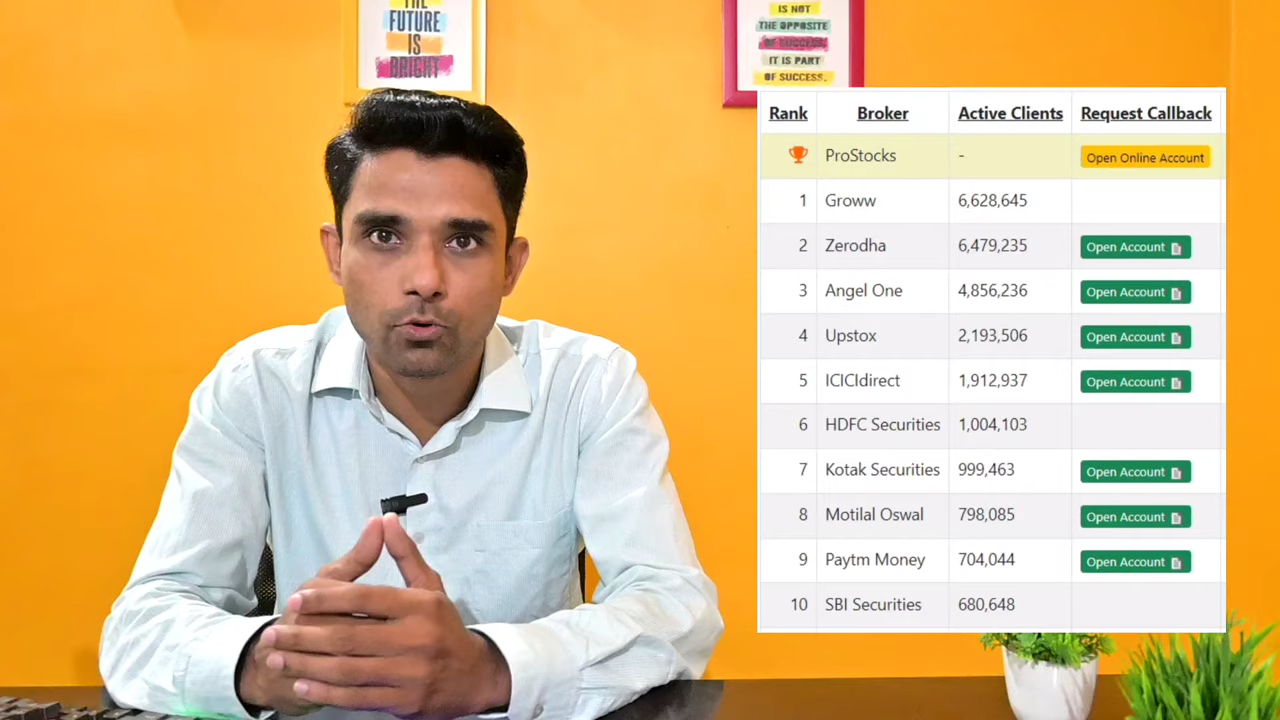 THE
FUTURE
IS
BRIGHT
IS NOT
THE OPPOSITE
OF SUCCESS,
IT IS PART
OF SUCCESS.
Rank Broker Active Clients Request Callback
ProStocks - Open Online Account
1 Groww 6,628,645
2 Zerodha 6,479,235 Open Account
3 Angel One 4,856,236 Open Account
4 Upstox 2,193,506 Open Account
5 ICICIdirect 1,912,937 Open Account
6 HDFC Securities 1,004,103
7 Kotak Securities 999,463 Open Account
8 Motilal Oswal 798,085 Open Account
9 Paytm Money 704,044 Open Account
10 SBI Securities 680,648